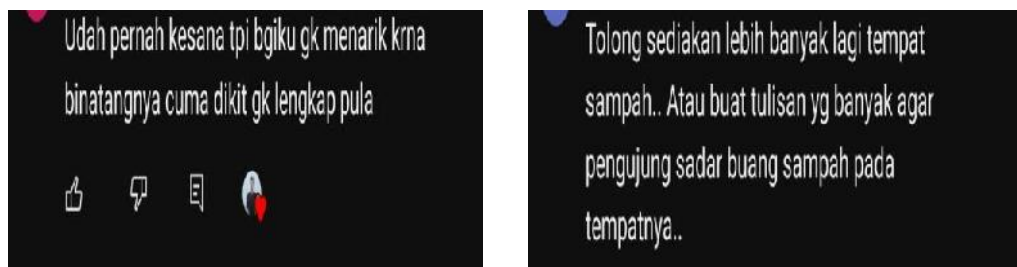 Udah pernah kesana tpi bgiku gk menarik krna
binatangnya cuma dikit gk lengkap pula
Tolong sediakan lebih banyak lagi tempat
sampah.. Atau buat tulisan yg banyak agar
pengujung sadar buang sampah pada
tempatnya..